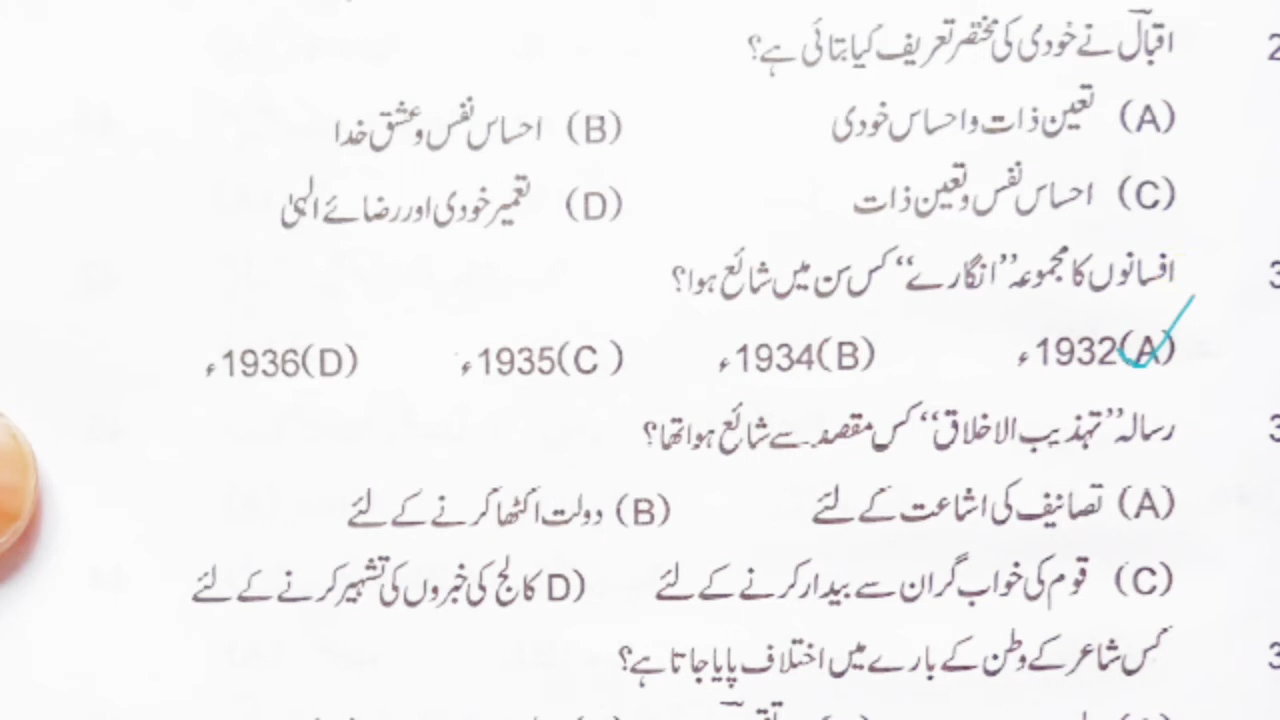 اقبالؔ نے خودی کی مختصر تعریف کیا بتائی ہے؟
(A) تعین ذات و احساس خودی (B) احساس نفس و عشق خدا
(C) احساس نفس و تعین ذات (D) تعمیر خودی اور رضائے الٰہی
افسانوں کا مجموعہ ”انگارے“ کس سن میں شائع ہوا؟
(A) 1932ء (B) 1934ء (C) 1935ء (D) 1936ء
رسالہ ”تہذیب الاخلاق“ کس مقصد سے شائع ہوا تھا؟
(A) تصانیف کی اشاعت کے لئے (B) دولت اکٹھا کرنے کے لئے
(C) قوم کی خواب گران سے بیدار کرنے کے لئے (D کالج کی خبروں کی تشہیر کرنے کے لئے
کس شاعر کے وطن کے بارے میں اختلاف پایا جاتا ہے؟